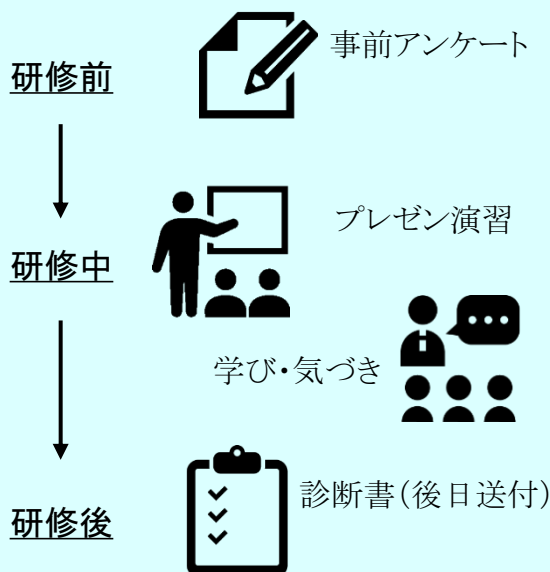 事前アンケート
研修前
プレゼン演習
研修中
学び・気づき
診断書(後日送付)
研修後